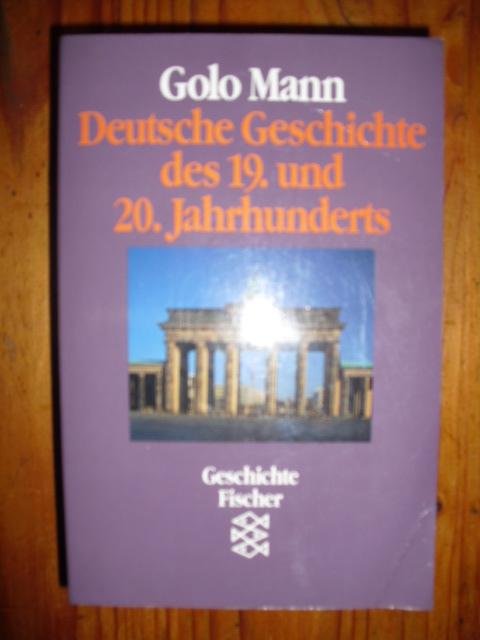 Golo Mann
Deutsche Geschichte
des 19. und
20. Jahrhunderts
Geschichte
Fischer